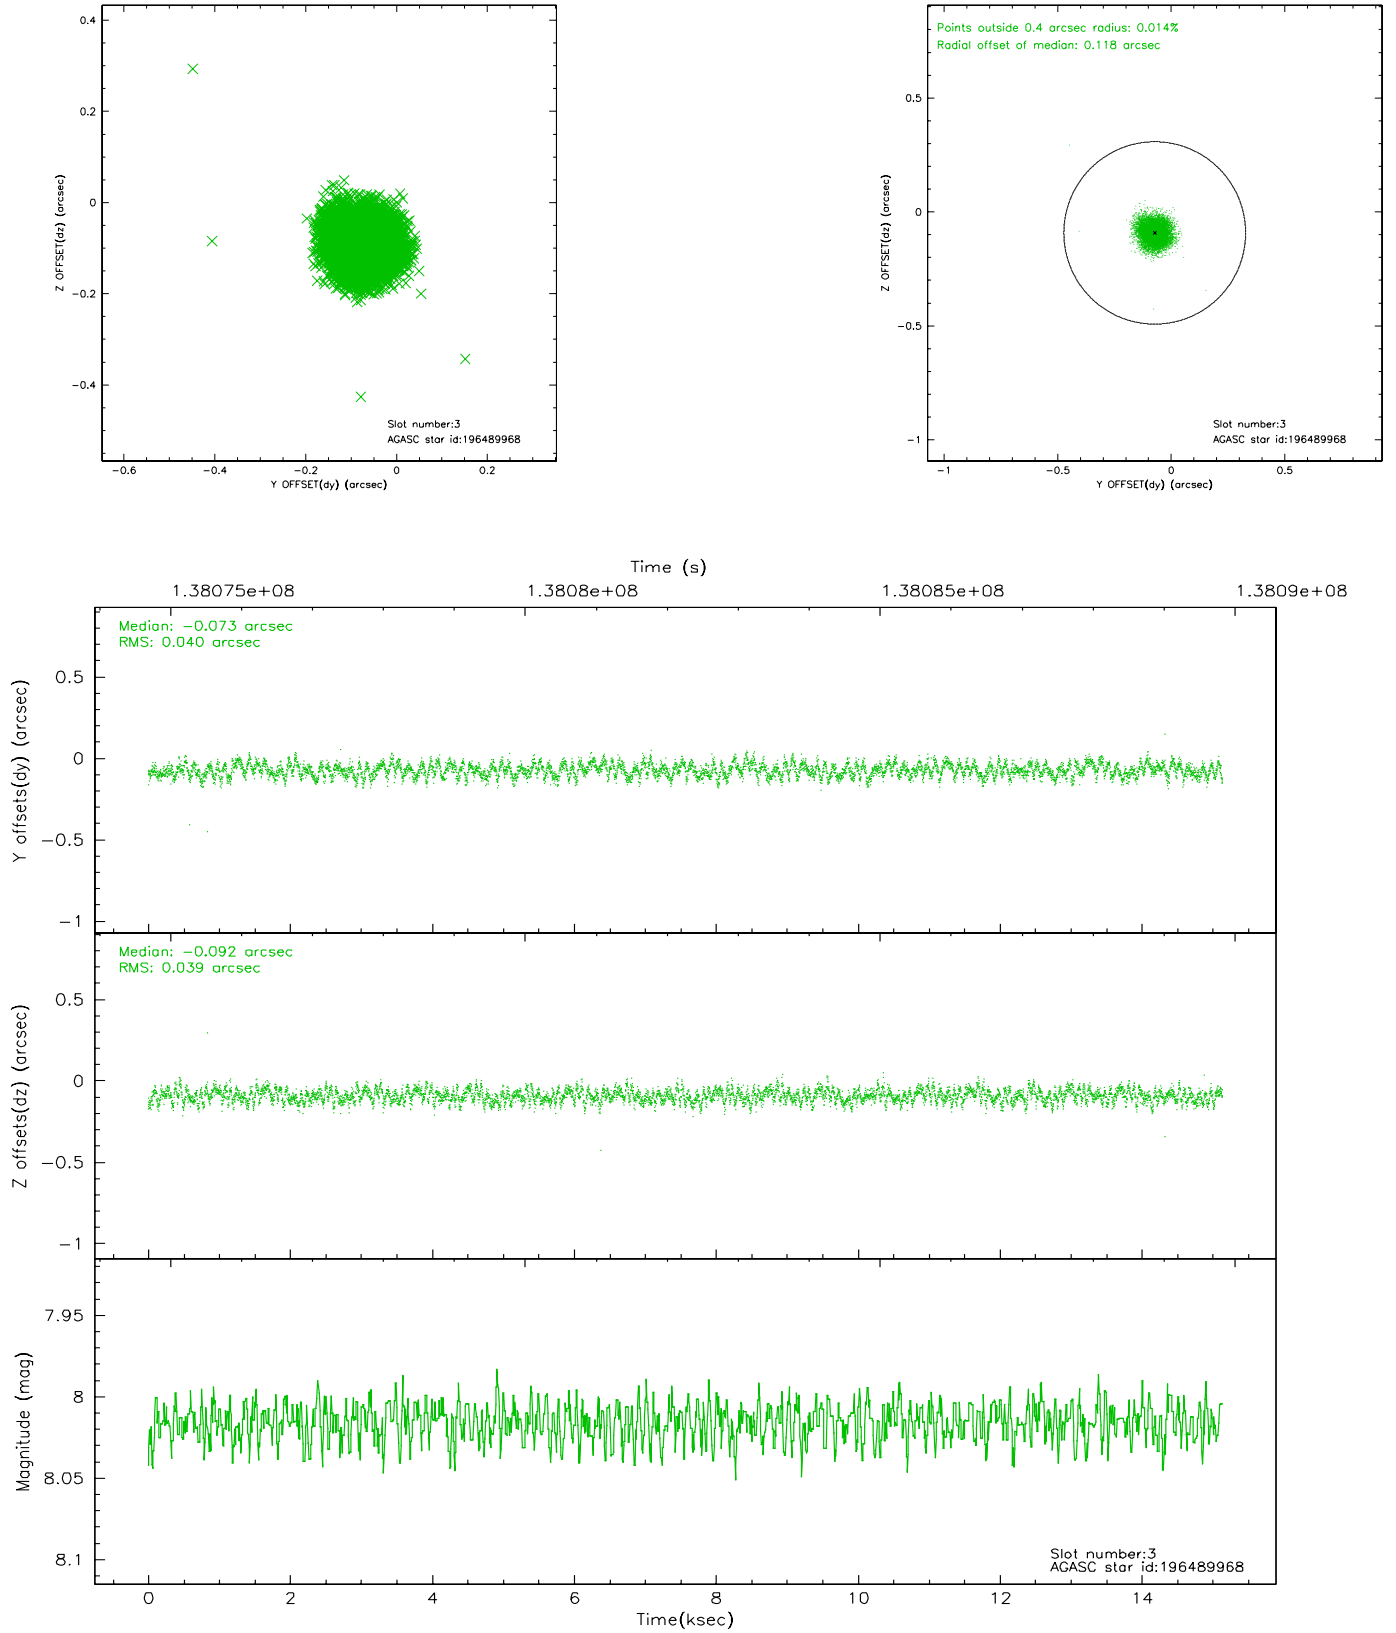 0.4
0.2
0
−0.2
−0.4
Z OFFSET(dz) (arcsec)
Slot number:3
AGASC star id:196489968
−0.6 −0.4 −0.2 0 0.2
Y OFFSET(dy) (arcsec)
Points outside 0.4 arcsec radius: 0.014%
Radial offset of median: 0.118 arcsec
0.5
0
−0.5
−1
Z OFFSET(dz) (arcsec)
Slot number:3
AGASC star id:196489968
−1 −0.5 0 0.5
Y OFFSET(dy) (arcsec)
Time (s)
1.38075e+08 1.3808e+08 1.38085e+08 1.3809e+08
Median: −0.073 arcsec
RMS: 0.040 arcsec
0.5
0
−0.5
−1
Y offsets(dy) (arcsec)
Median: −0.092 arcsec
RMS: 0.039 arcsec
0.5
0
−0.5
−1
Z offsets(dz) (arcsec)
7.95
8
8.05
8.1
Magnitude (mag)
Slot number:3
AGASC star id:196489968
0 2 4 6 8 10 12 14
Time(ksec)